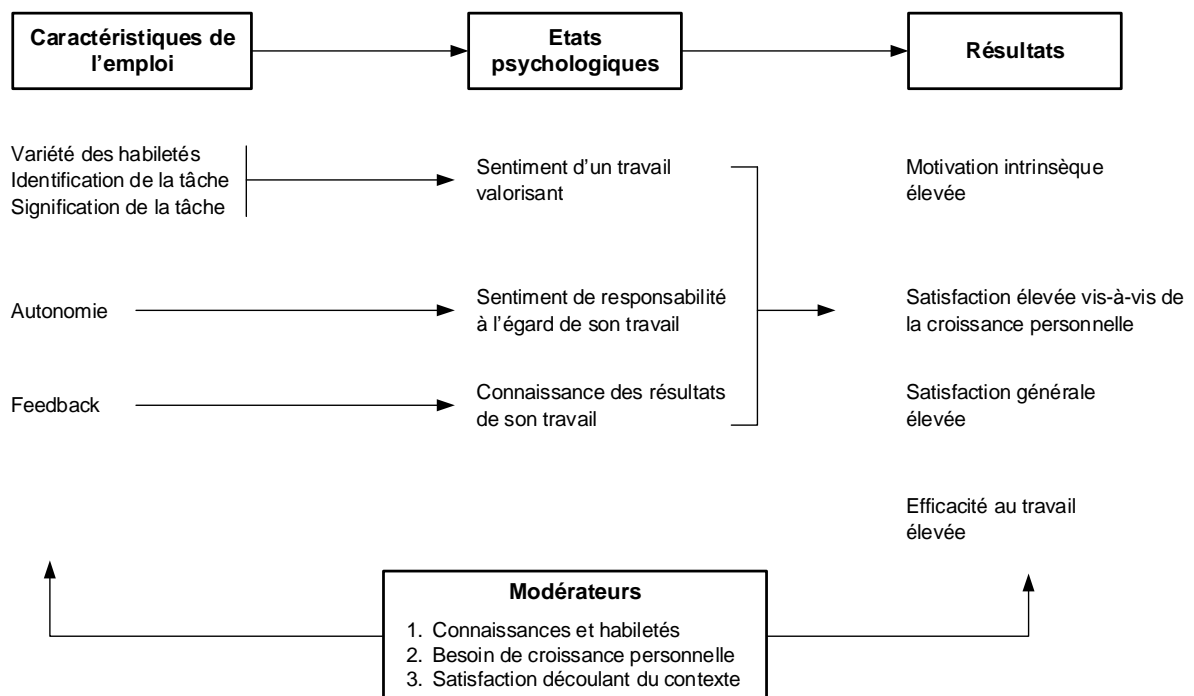 Caractéristiques de
l'emploi
Etats
psychologiques
Résultats
Variété des habiletés
Identification de la tâche
Signification de la tâche
Sentiment d'un travail
valorisant
Motivation intrinsèque
élevée
Autonomie
Sentiment de responsabilité
à l'égard de son travail
Satisfaction élevée vis-à-vis de
la croissance personnelle
Feedback
Connaissance des résultats
de son travail
Satisfaction générale
élevée
Efficacité au travail
élevée
Modérateurs
1. Connaissances et habiletés
2. Besoin de croissance personnelle
3. Satisfaction découlant du contexte